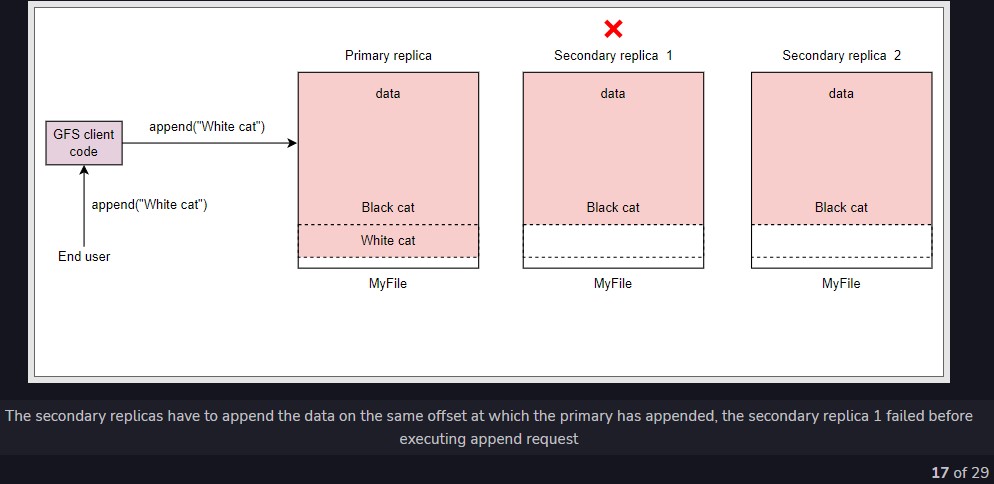 Primary replica
Secondary replica 1
Secondary replica 2
data
data
data
GFS client
code
append("White cat")
append("White cat")
End user
Black cat
Black cat
Black cat
White cat
MyFile
MyFile
MyFile
The secondary replicas have to append the data on the same offset at which the primary has appended, the secondary replica 1 failed before
executing append request
17 of 29